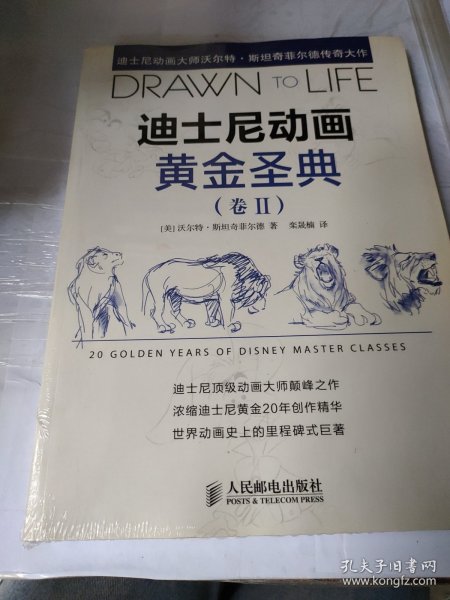 迪士尼动画大师沃尔特·斯坦奇菲尔德传奇大作
DRAWN TO LIFE
迪士尼动画
黄金圣典
(卷II)
[美]沃尔特·斯坦奇菲尔德 著 栾晟楠 译
20 GOLDEN YEARS OF DISNEY MASTER CLASSES
迪士尼顶级动画大师颠峰之作
浓缩迪士尼黄金20年创作精华
世界动画史上的里程碑式巨著
人民邮电出版社
POSTS & TELECOM PRESS
孔夫子旧书网
www.kongfz.com